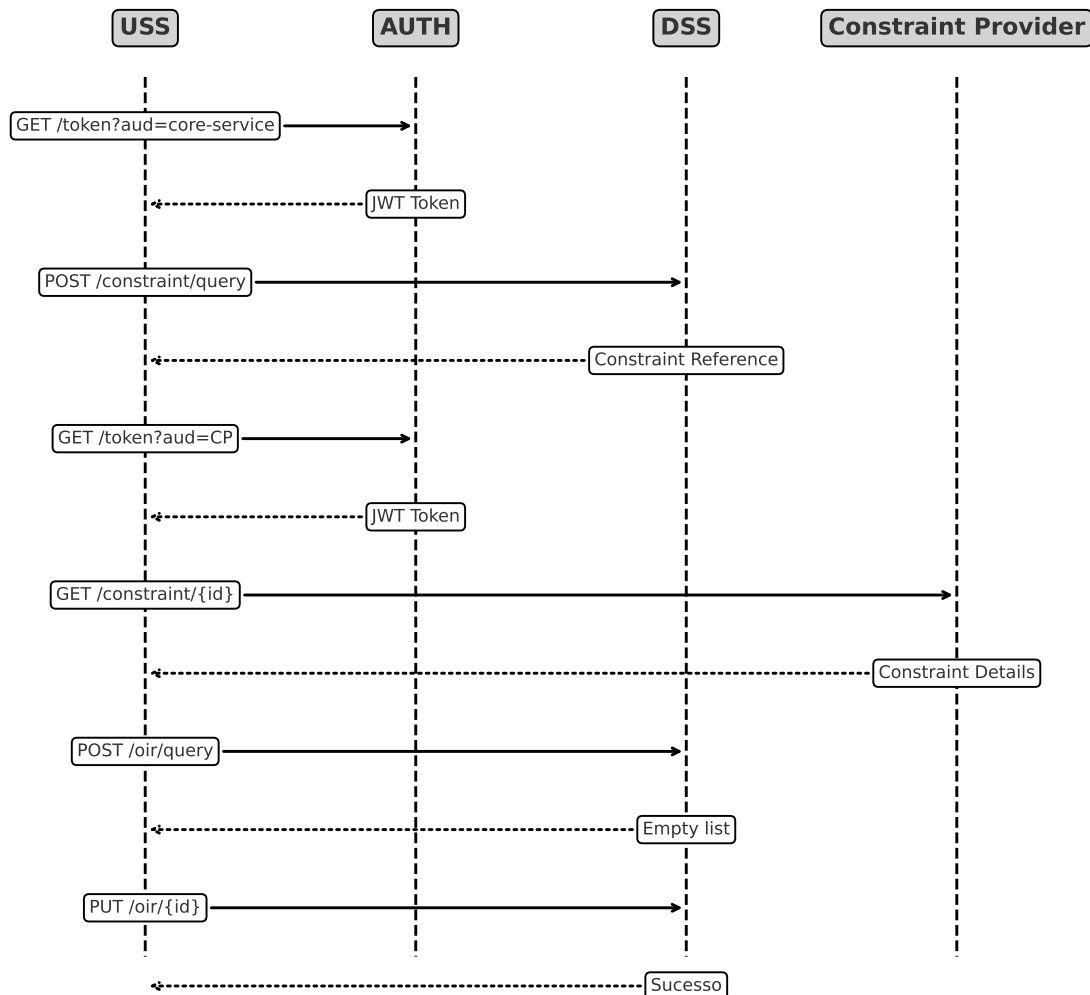 USS
AUTH
DSS
Constraint Provider
GET /token?aud=core-service
JWT Token
POST /constraint/query
Constraint Reference
GET /token?aud=CP
JWT Token
GET /constraint/{id}
Constraint Details
POST /oir/query
Empty list
PUT /oir/{id}
Sucesso